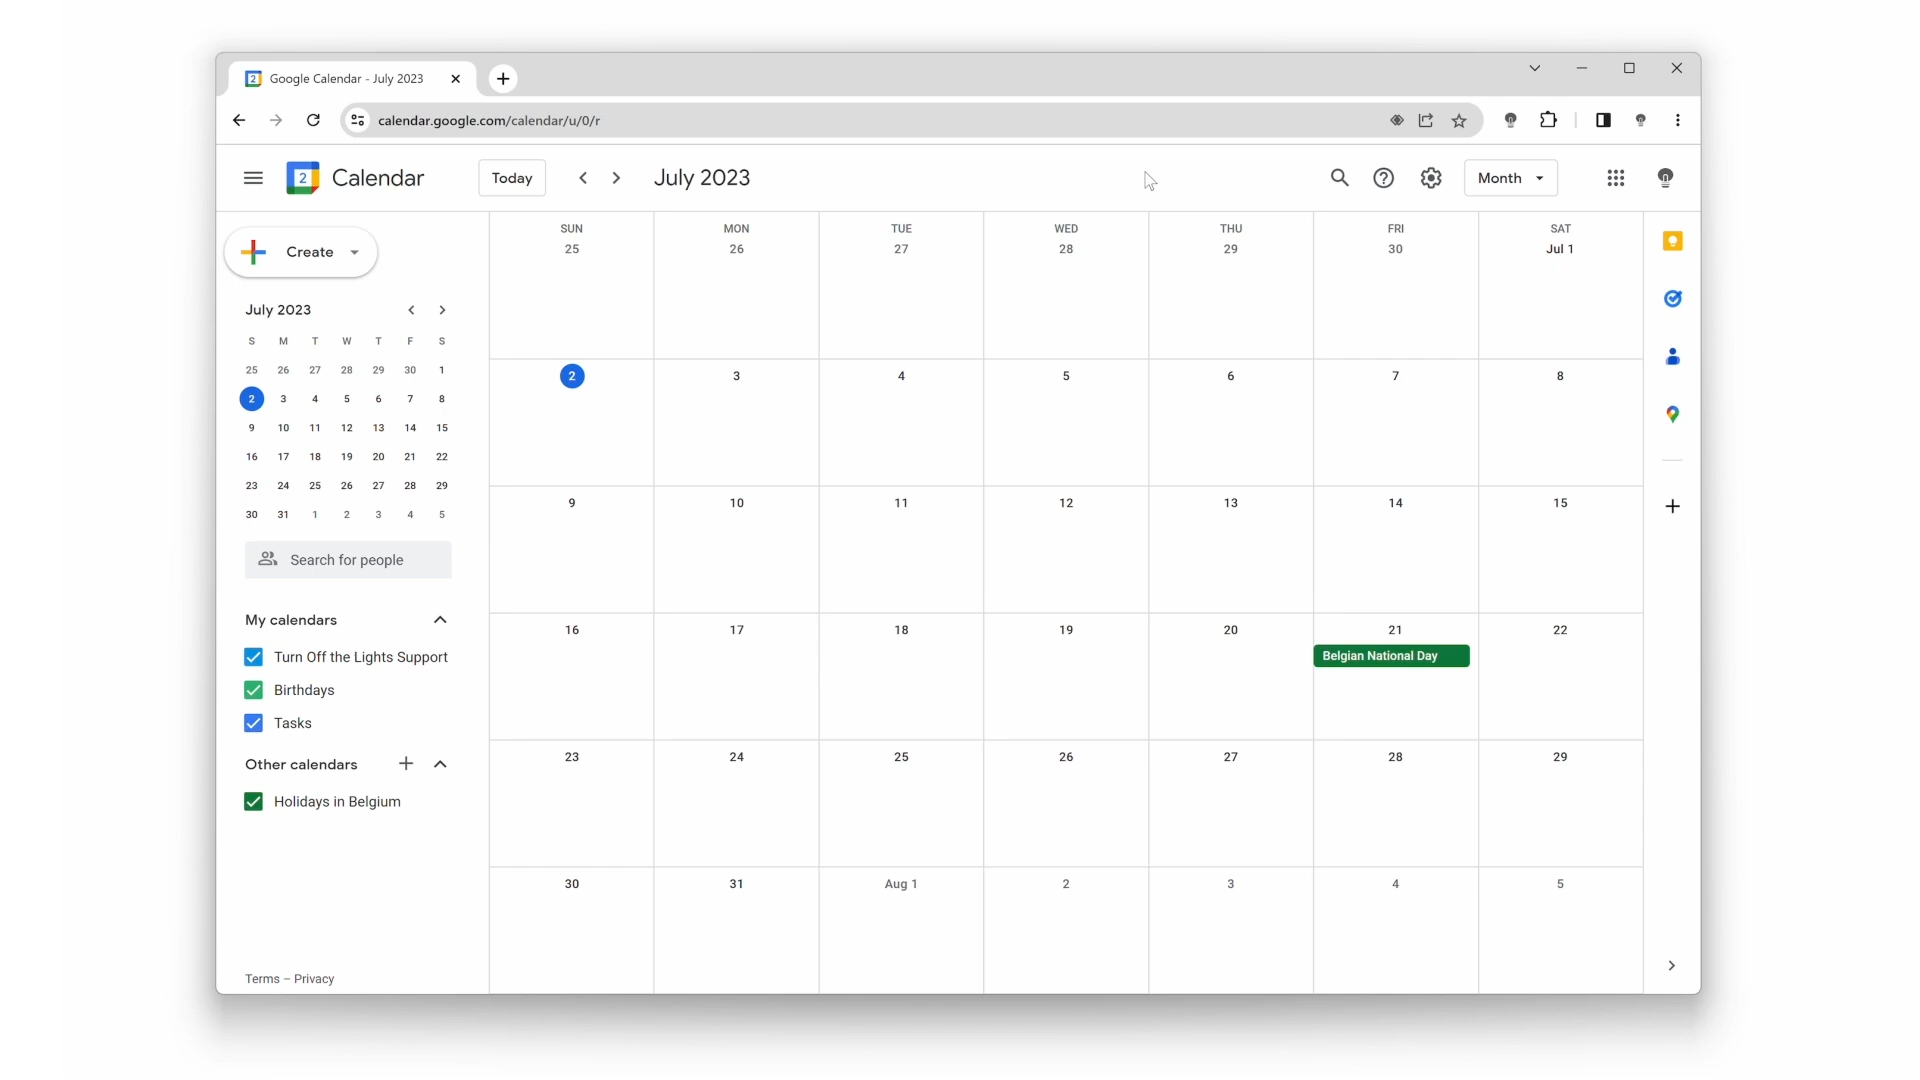 Google Calendar - July 2023
calendar.google.com/calendar/u/0/r
2 Calendar Today July 2023 Month
Create
July 2023
S M T W T F S
25 26 27 28 29 30 1
2 3 4 5 6 7 8
9 10 11 12 13 14 15
16 17 18 19 20 21 22
23 24 25 26 27 28 29
30 31 1 2 3 4 5
Search for people
My calendars
Turn Off the Lights Support
Birthdays
Tasks
Other calendars
Holidays in Belgium
Terms – Privacy
SUN MON TUE WED THU FRI SAT
25 26 27 28 29 30 Jul 1
2 3 4 5 6 7 8
9 10 11 12 13 14 15
16 17 18 19 20 21 22
Belgian National Day
23 24 25 26 27 28 29
30 31 Aug 1 2 3 4 5